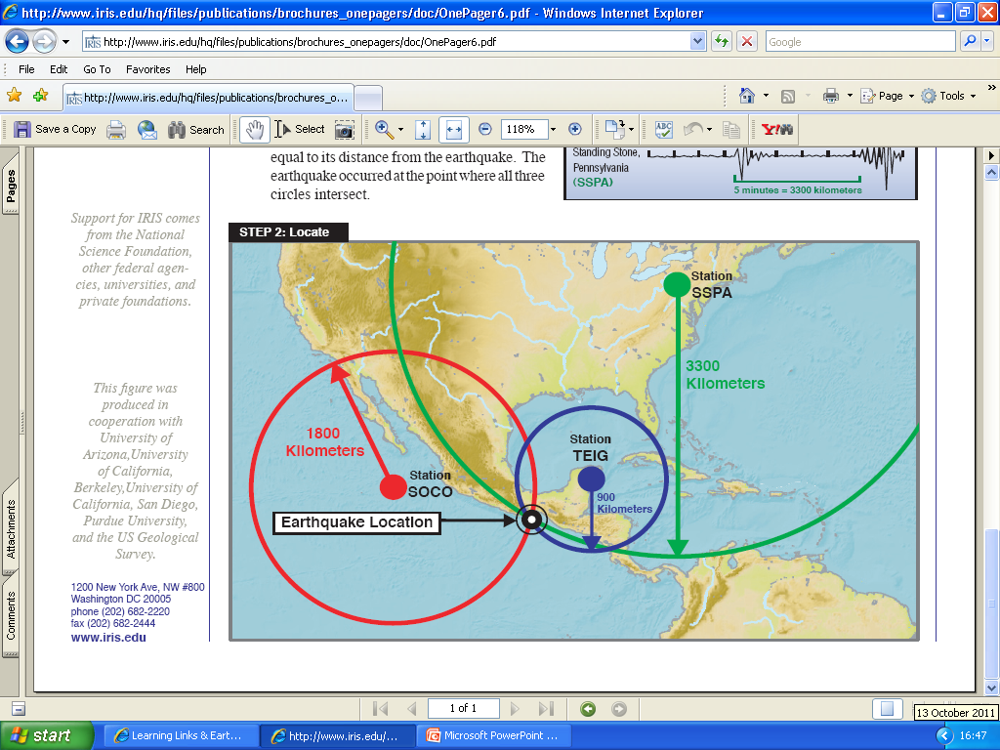 http://www.iris.edu/hq/files/publications/brochures_onepagers/doc/OnePager6.pdf - Windows Internet Explorer
http://www.iris.edu/hq/files/publications/brochures_onepagers/doc/OnePager6.pdf
Google
File Edit Go To Favorites Help
http://www.iris.edu/hq/files/publications/brochures_o...
Page Tools
Save a Copy Search Select 118% Y!
Pages
Attachments
Comments
equal to its distance from the earthquake. The
earthquake occurred at the point where all three
circles intersect.
Standing Stone,
Pennsylvania
(SSPA)
5 minutes = 3300 kilometers
Support for IRIS comes
from the National
Science Foundation,
other federal agen-
cies, universities, and
private foundations.
This figure was
produced in
cooperation with
University of
Arizona,University
of California,
Berkeley,University of
California, San Diego,
Purdue University,
and the US Geological
Survey.
1200 New York Ave, NW #800
Washington DC 20005
phone (202) 682-2220
fax (202) 682-2444
www.iris.edu
STEP 2: Locate
Station
SSPA
3300
Kilometers
1800
Kilometers
Station
SOCO
Station
TEIG
900
Kilometers
Earthquake Location
1 of 1
13 October 2011
start
Learning Links & Eart...
http://www.iris.edu/...
Microsoft PowerPoint ...
16:47